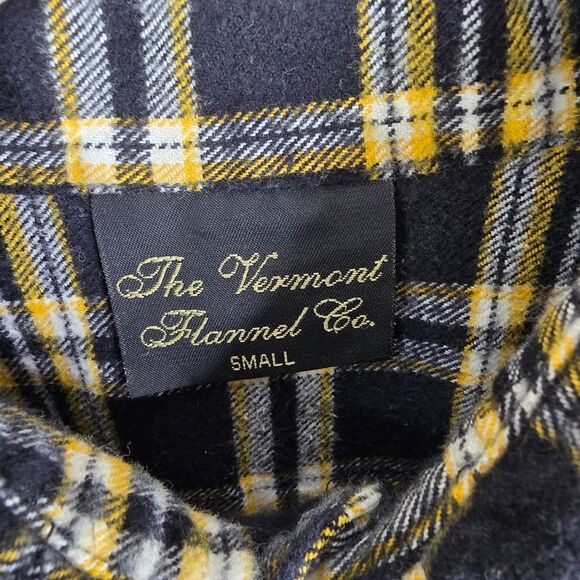 The Vermont
Flannel Co.
SMALL